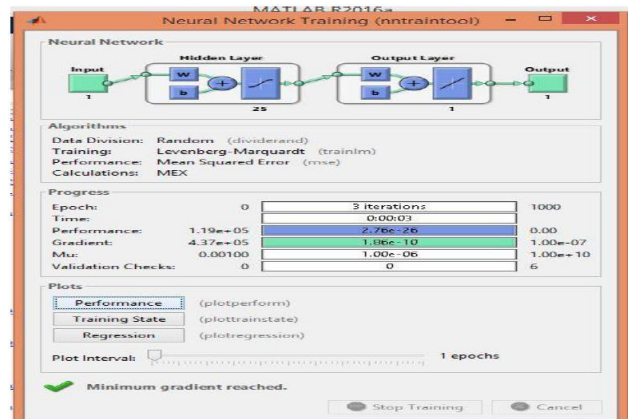 MATLAB R2016a
Neural Network Training (nntraintool)
Neural Network
Hidden Layer
Output Layer
Input
Output
W
b
+
W
b
+
1
25
1
1
Algorithms
Data Division: Random (dividerand)
Training: Levenberg-Marquardt (trainlm)
Performance: Mean Squared Error (mse)
Calculations: MEX
Progress
Epoch: 0 3 iterations 1000
Time: 0:00:03
Performance: 1.19e+05 2.76e-26 0.00
Gradient: 4.37e+05 1.86e-10 1.00e-07
Mu: 0.00100 1.00e-06 1.00e+10
Validation Checks: 0 0 6
Plots
Performance (plotperform)
Training State (plottrainstate)
Regression (plotregression)
Plot Interval: 1 epochs
Minimum gradient reached.
Stop Training Cancel